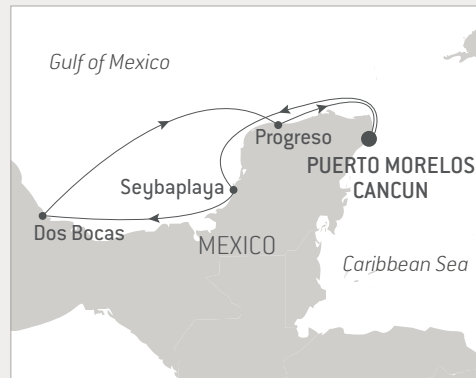 Gulf of Mexico
Progreso
PUERTO MORELOS
CANCUN
Seybaplaya
Dos Bocas
MEXICO
Caribbean Sea